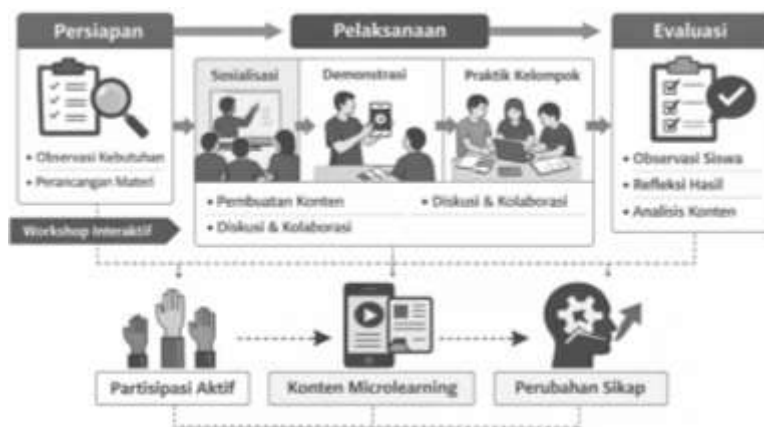 Persiapan
Pelaksanaan
Evaluasi
Sosialisasi
Demonstrasi
Praktik Kelompok
• Observasi Kebutuhan
• Perancangan Materi
• Pembuatan Konten
• Diskusi & Kolaborasi
• Diskusi & Kolaborasi
• Observasi Siswa
• Refleksi Hasil
• Analisis Konten
Workshop Interaktif
Partisipasi Aktif
Konten Microlearning
Perubahan Sikap